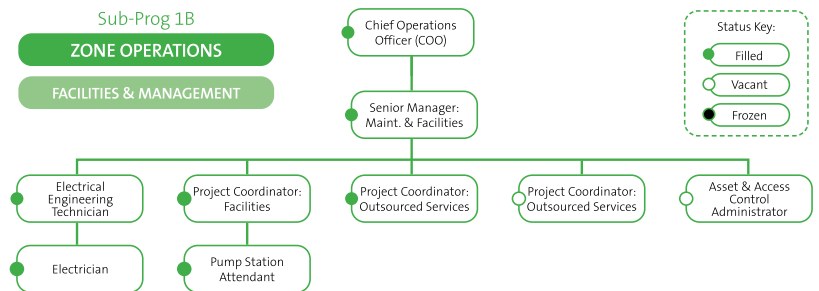 Sub-Prog 1B
ZONE OPERATIONS
FACILITIES & MANAGEMENT
Chief Operations
Officer (COO)
Status Key:
Filled
Vacant
Frozen
Senior Manager:
Maint. & Facilities
Electrical
Engineering
Technician
Project Coordinator:
Facilities
Project Coordinator:
Outsourced Services
Project Coordinator:
Outsourced Services
Asset & Access
Control
Administrator
Electrician
Pump Station
Attendant